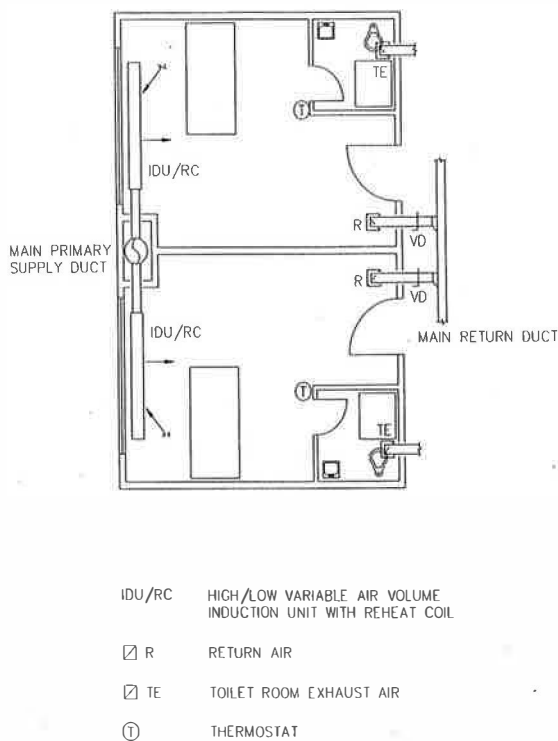 TE
T
IDU/RC
R
VD
MAIN PRIMARY
SUPPLY DUCT
R
VD
IDU/RC
MAIN RETURN DUCT
T
TE
IDU/RC HIGH/LOW VARIABLE AIR VOLUME
INDUCTION UNIT WITH REHEAT COIL
R RETURN AIR
TE TOILET ROOM EXHAUST AIR
T THERMOSTAT